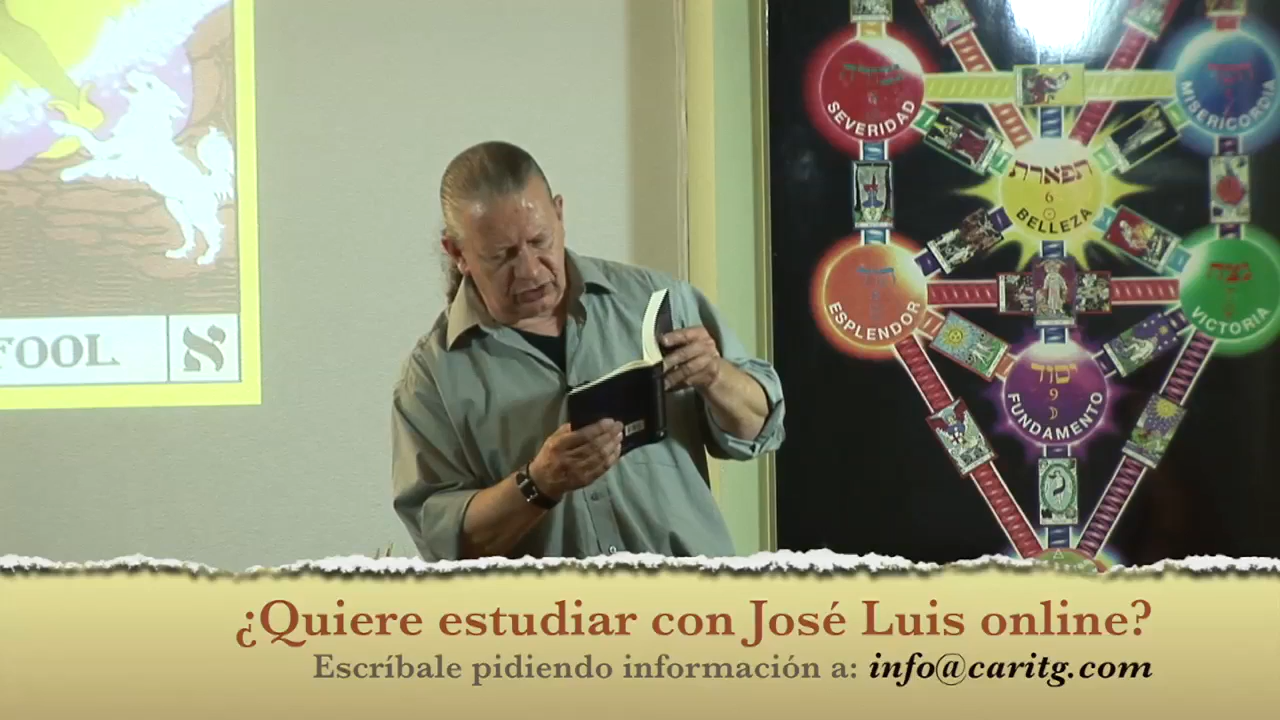 FOOL
א
SEVERIDAD
MISERICORDIA
תפארת
6
BELLEZA
ESPLENDOR
נצח
VICTORIA
יסוד
9
FUNDAMENTO
¿Quiere estudiar con José Luis online?
Escríbale pidiendo información a: info@caritg.com